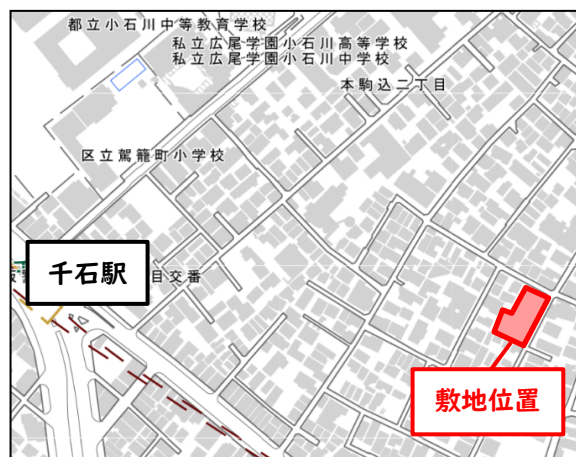 都立小石川中等教育学校
私立広尾学園小石川高等学校
私立広尾学園小石川中学校
本駒込二丁目
区立駕籠町小学校
千石駅
目交番
敷地位置